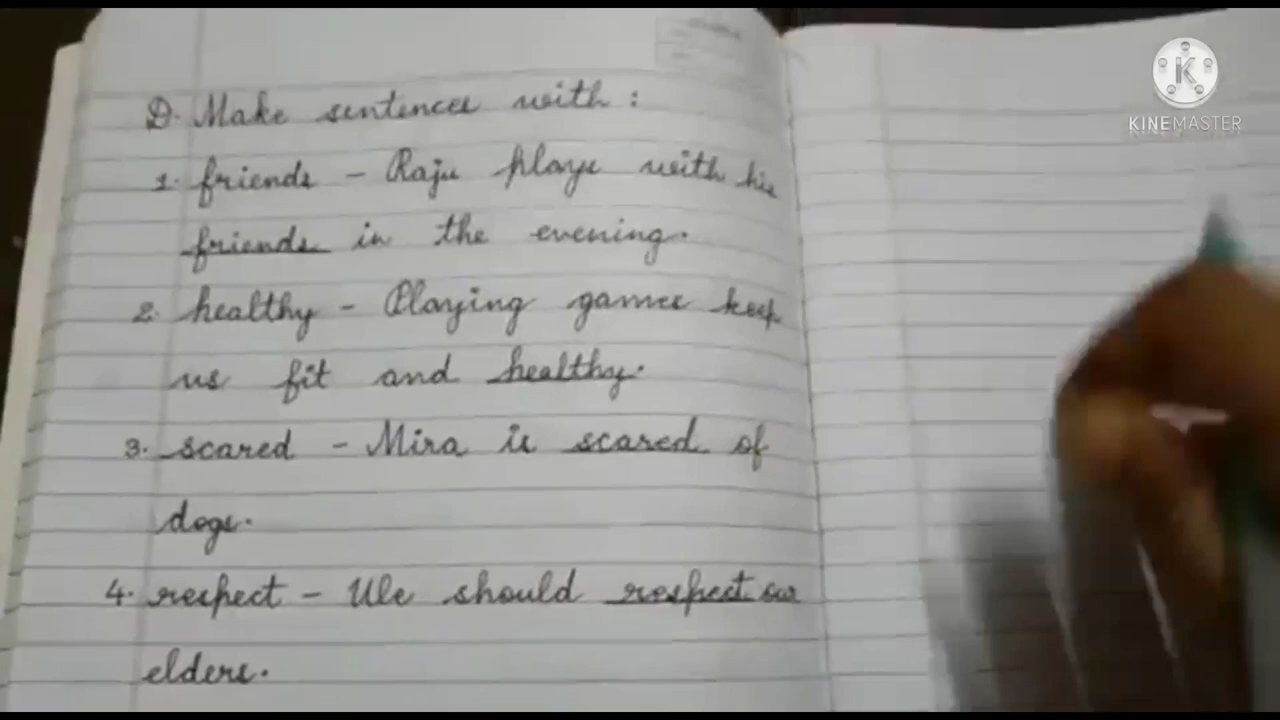 D. Make sentences with:
1. friends - Raju plays with his
friends in the evening.
2. healthy - Playing games keep
us fit and healthy.
3. scared - Mira is scared of
dogs.
4. respect - We should respect our
elders.
K
KINEMASTER